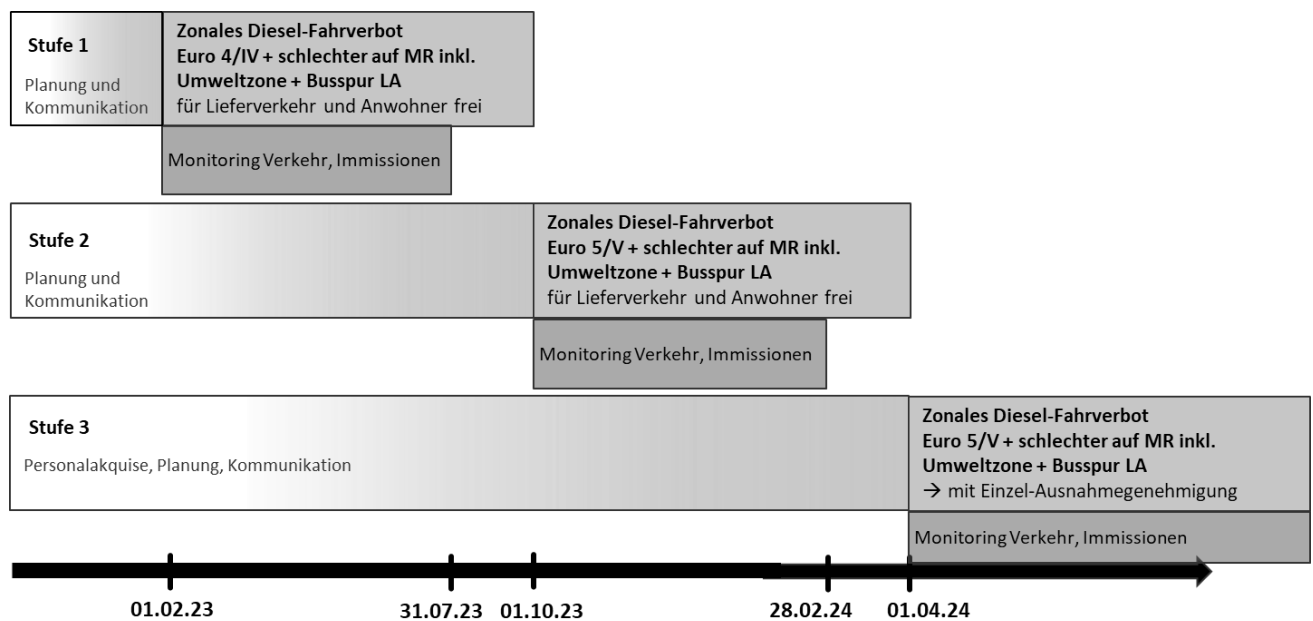 Stufe 1
Planung und
Kommunikation
Zonales Diesel-Fahrverbot
Euro 4/IV + schlechter auf MR inkl.
Umweltzone + Busspur LA
für Lieferverkehr und Anwohner frei
Monitoring Verkehr, Immissionen
Stufe 2
Planung und
Kommunikation
Zonales Diesel-Fahrverbot
Euro 5/V + schlechter auf MR inkl.
Umweltzone + Busspur LA
für Lieferverkehr und Anwohner frei
Monitoring Verkehr, Immissionen
Stufe 3
Personalakquise, Planung, Kommunikation
Zonales Diesel-Fahrverbot
Euro 5/V + schlechter auf MR inkl.
Umweltzone + Busspur LA
→ mit Einzel-Ausnahmegenehmigung
Monitoring Verkehr, Immissionen
01.02.23 31.07.23 01.10.23 28.02.24 01.04.24